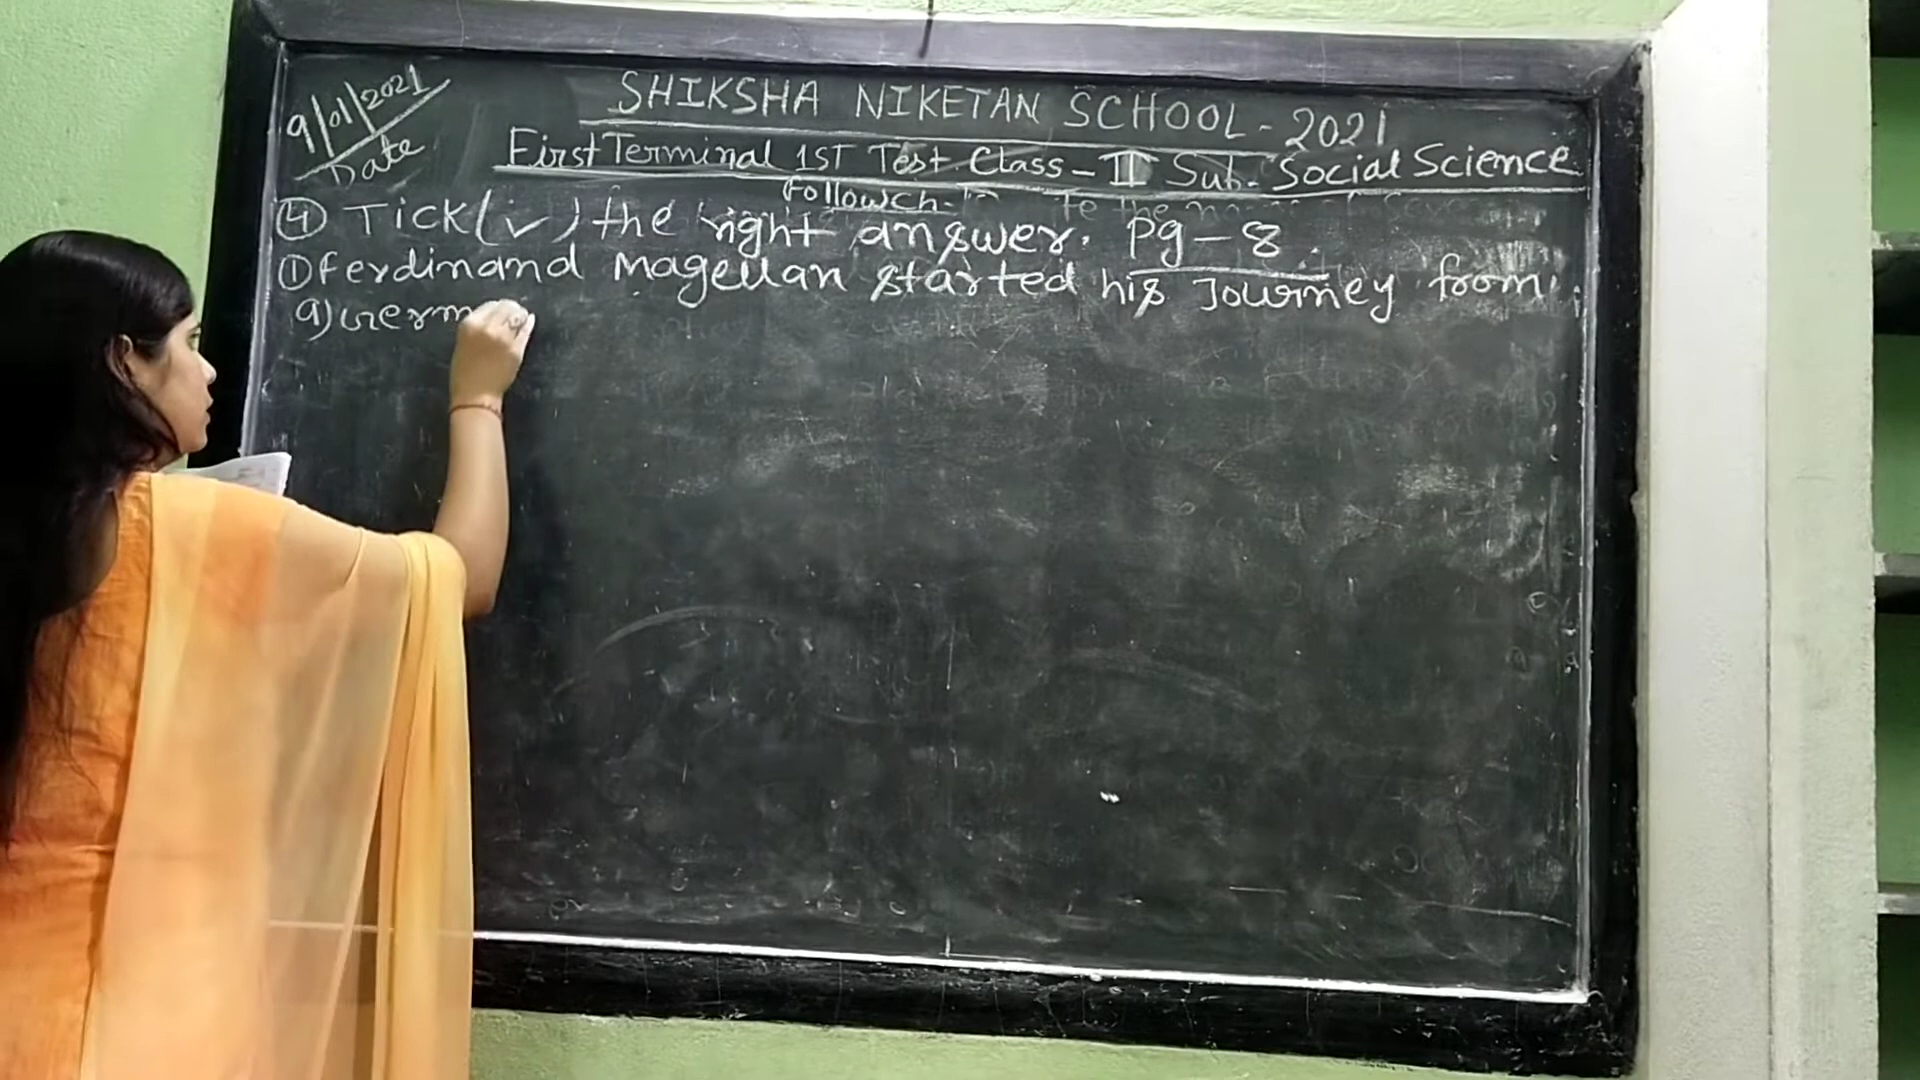 9/01/2021
Date
SHIKSHA NIKETAN SCHOOL - 2021
First Terminal 1ST Test Class - II Sub. Social Science
Follow ch-
④ Tick (✓) the right answer. Pg - 8.
① Ferdinand Magellan started his Journey from.
a) Germ